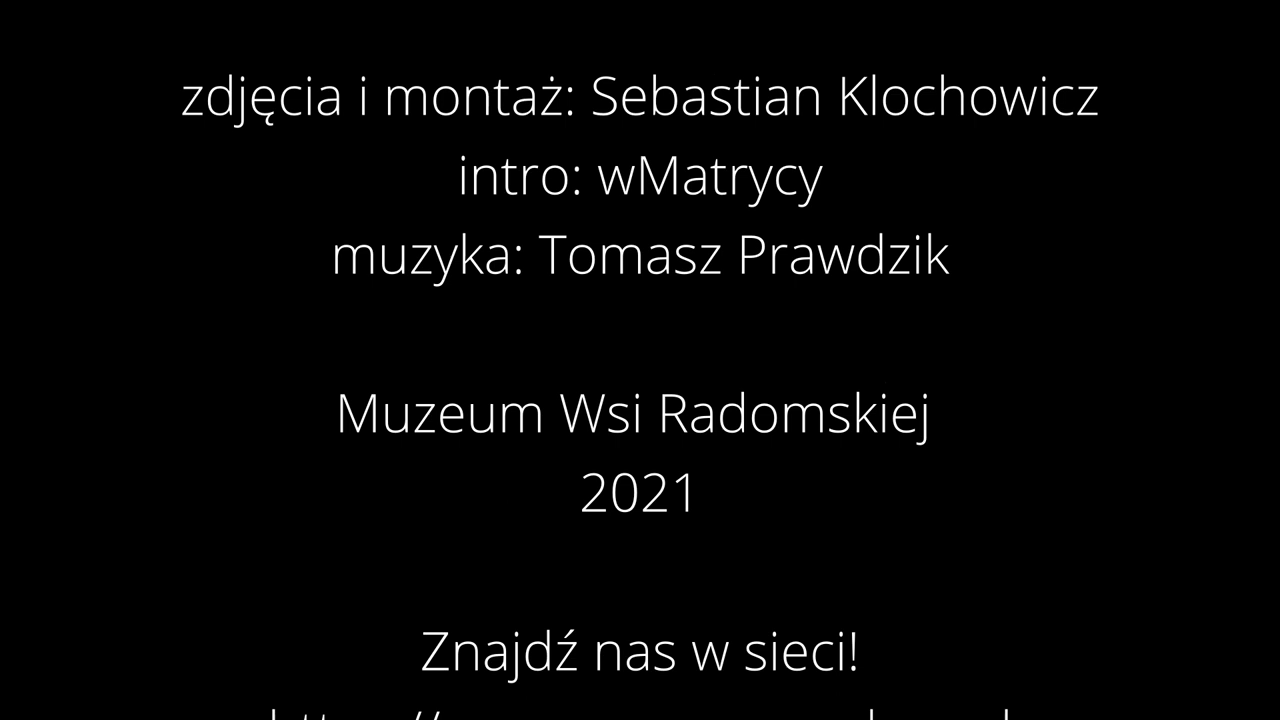 zdjęcia i montaż: Sebastian Klochowicz
intro: wMatrycy
muzyka: Tomasz Prawdzik
Muzeum Wsi Radomskiej
2021
Znajdź nas w sieci!